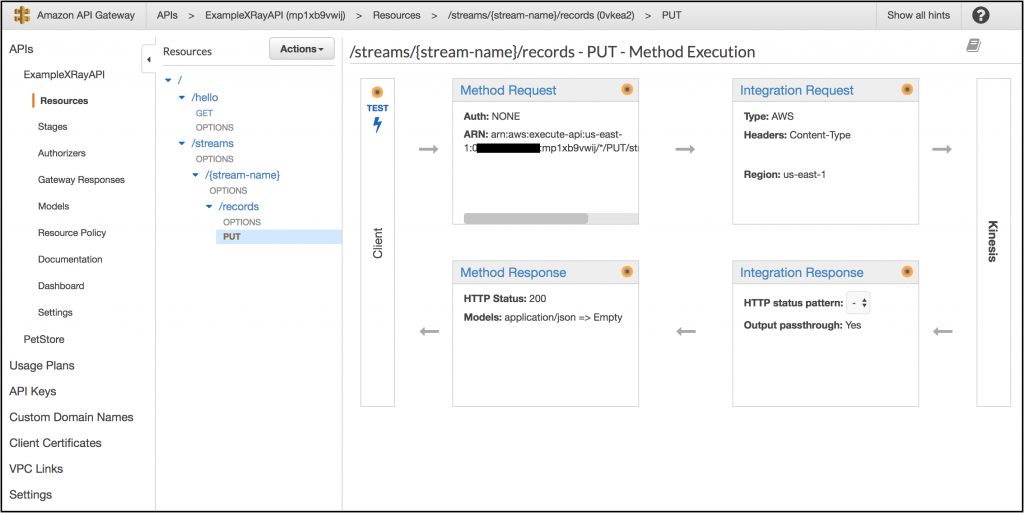 Amazon API Gateway APIs > ExampleXRayAPI (mp1xb9vwij) > Resources > /streams/{stream-name}/records (0vkea2) > PUT Show all hints ?
APIs
ExampleXRayAPI
Resources
Stages
Authorizers
Gateway Responses
Models
Resource Policy
Documentation
Dashboard
Settings
PetStore
Usage Plans
API Keys
Custom Domain Names
Client Certificates
VPC Links
Settings
Resources Actions
/
/hello
GET
OPTIONS
/streams
OPTIONS
/{stream-name}
OPTIONS
/records
OPTIONS
PUT
/streams/{stream-name}/records - PUT - Method Execution
TEST
Client
Method Request
Auth: NONE
ARN: arn:aws:execute-api:us-east-
1:0 :mp1xb9vwij/*/PUT/str
Integration Request
Type: AWS
Headers: Content-Type
Region: us-east-1
Kinesis
Method Response
HTTP Status: 200
Models: application/json => Empty
Integration Response
HTTP status pattern: -
Output passthrough: Yes